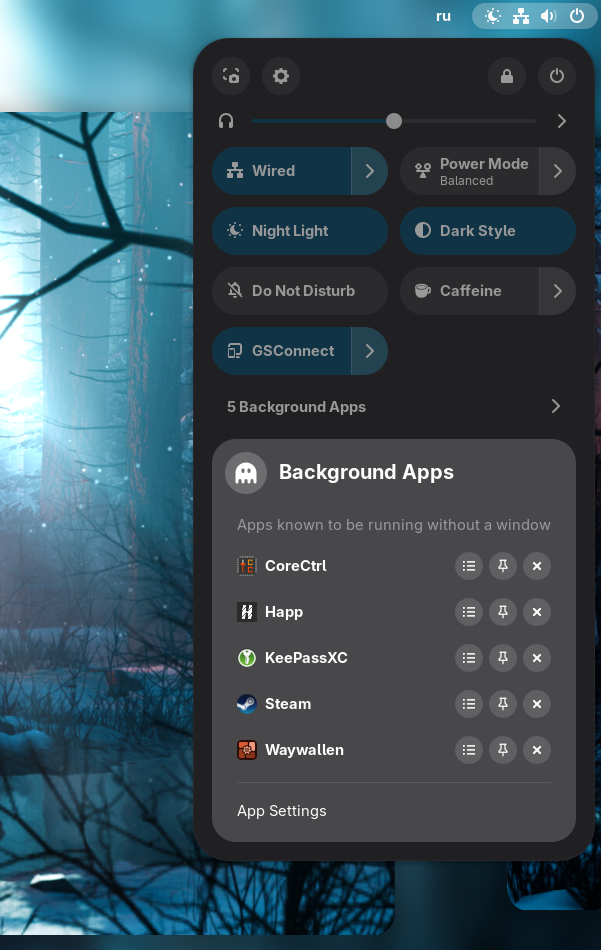 ru
Wired
Power Mode
Balanced
Night Light
Dark Style
Do Not Disturb
Caffeine
GSConnect
5 Background Apps
Background Apps
Apps known to be running without a window
CoreCtrl
Happ
KeePassXC
Steam
Waywallen
App Settings